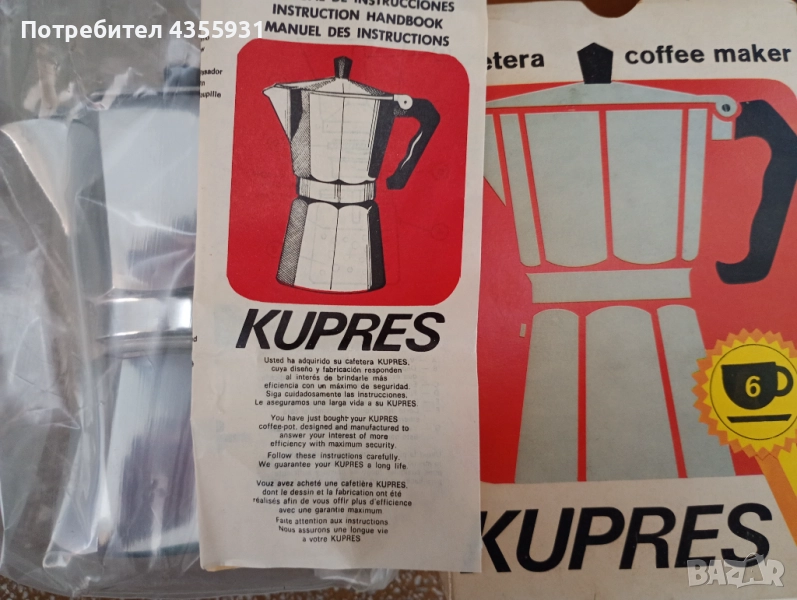 Потребител 4355931
DE INSTRUCCIONES
INSTRUCTION HANDBOOK
MANUEL DES INSTRUCTIONS
KUPRES
Usted ha adquirido su cafetera KUPRES,
cuya diseño y fabricación responden
al interés de brindarle más
eficiencia con un máximo de seguridad.
Siga cuidadosamente las instrucciones.
Le aseguramos una larga vida a su KUPRES.
You have just bought your KUPRES
coffee-pot, designed and manufactured to
answer your interest of more
efficiency with maximum security.
Follow these instructions carefully.
We guarantee your KUPRES a long life.
Vous avez acheté une cafetière KUPRES,
dont le dessin et la fabrication ont été
réalisés afin de vous offrir plus d'efficience
avec une garantie maximum
Faite attention aux instructions
Nous assurons une longue vie
a votre KUPRES
etera coffee maker
6
KUPRES
BAZAR